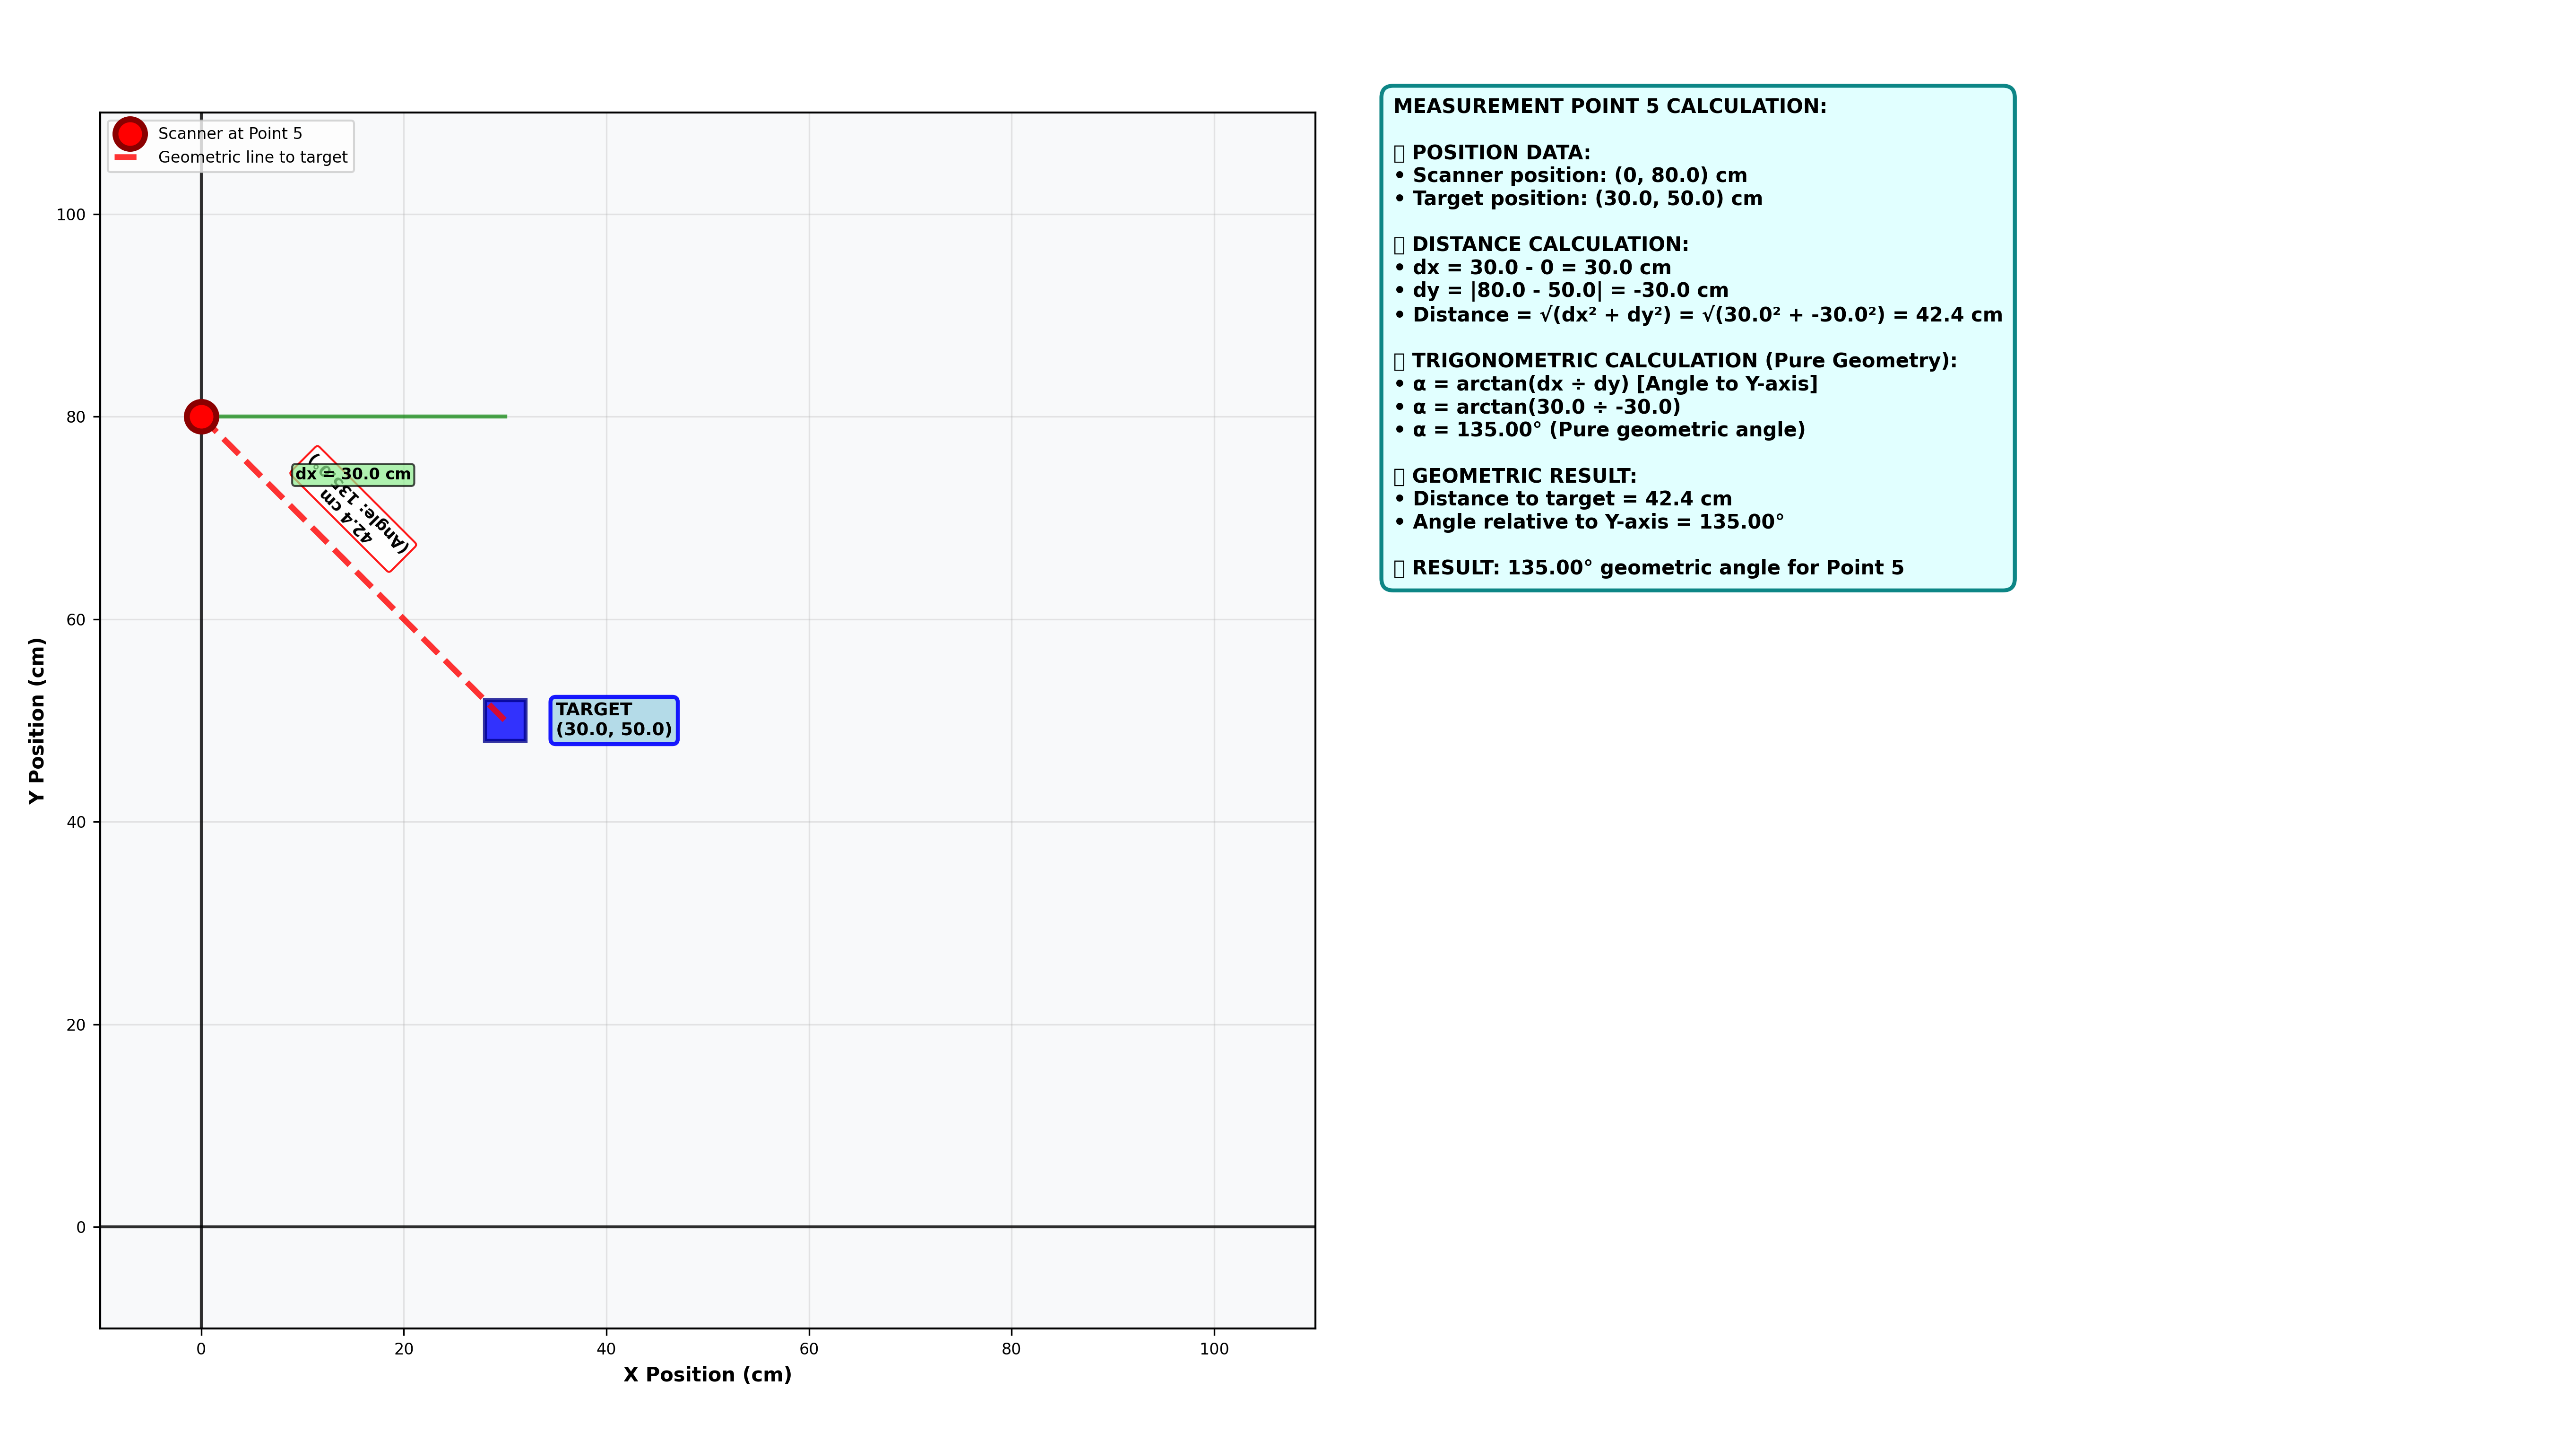 Scanner at Point 5
Geometric line to target
100
80
60
40
20
0
0
20
40
60
80
100
Y Position (cm)
X Position (cm)
dx = 30.0 cm
42.4 cm
(Angle:
TARGET
(30.0, 50.0)
MEASUREMENT POINT 5 CALCULATION:
POSITION DATA:
• Scanner position: (0, 80.0) cm
• Target position: (30.0, 50.0) cm
DISTANCE CALCULATION:
• dx = 30.0 - 0 = 30.0 cm
• dy = |80.0 - 50.0| = -30.0 cm
• Distance = √(dx² + dy²) = √(30.0² + -30.0²) = 42.4 cm
TRIGONOMETRIC CALCULATION (Pure Geometry):
• α = arctan(dx ÷ dy) [Angle to Y-axis]
• α = arctan(30.0 ÷ -30.0)
• α = 135.00° (Pure geometric angle)
GEOMETRIC RESULT:
• Distance to target = 42.4 cm
• Angle relative to Y-axis = 135.00°
RESULT: 135.00° geometric angle for Point 5